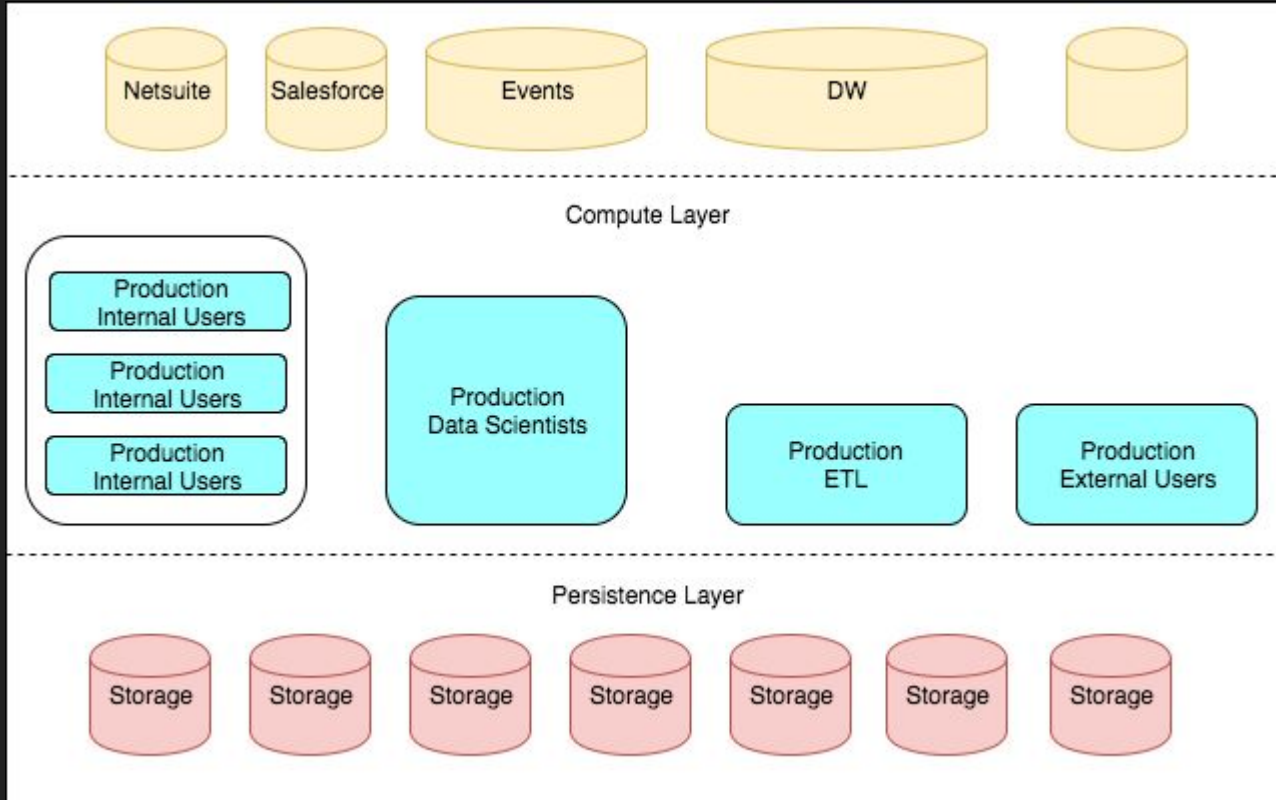 Netsuite
Salesforce
Events
DW
Compute Layer
Production
Internal Users
Production
Internal Users
Production
Internal Users
Production
Data Scientists
Production
ETL
Production
External Users
Persistence Layer
Storage
Storage
Storage
Storage
Storage
Storage
Storage